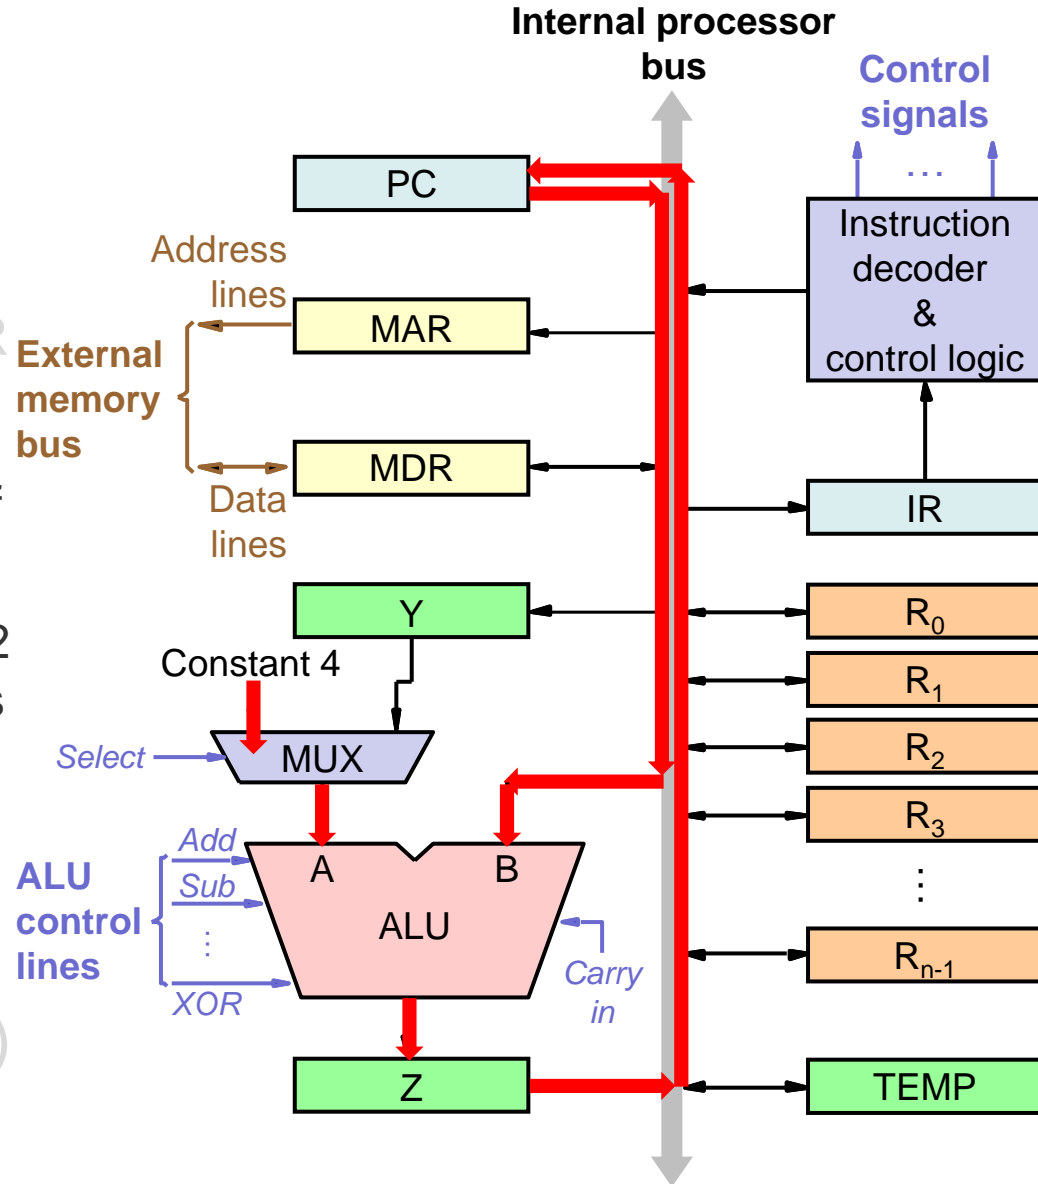 Internal processor
bus
Control
signals
...
PC
Instruction
decoder
&
control logic
Address
lines
MAR
External
memory
bus
MDR
Data
lines
IR
Y
R0
Constant 4
R1
Select
MUX
R2
R3
Add
A
B
ALU
control
lines
Sub
...
ALU
...
XOR
Carry
in
Rn-1
Z
TEMP
2
s